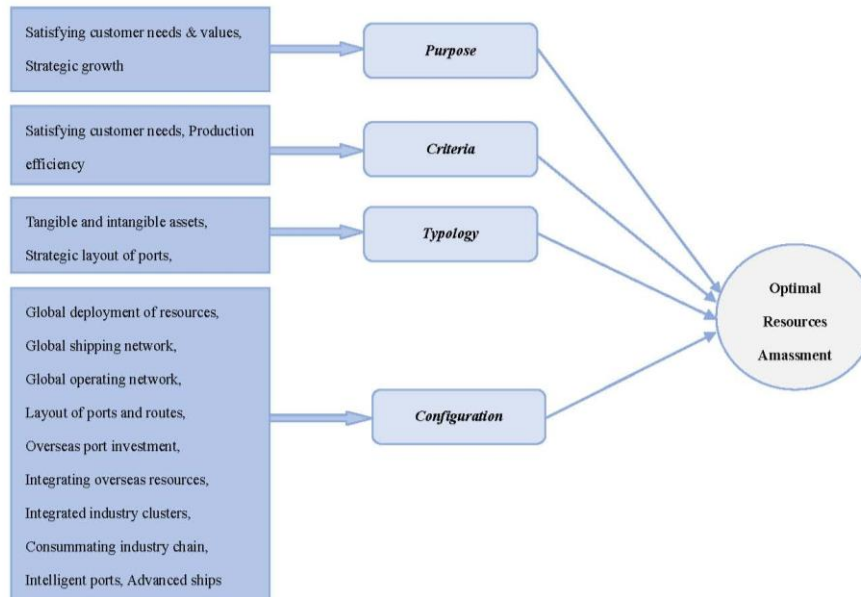 Satisfying customer needs & values,
Strategic growth
Purpose
Satisfying customer needs, Production
efficiency
Criteria
Tangible and intangible assets,
Strategic layout of ports,
Typology
Global deployment of resources,
Global shipping network,
Global operating network,
Layout of ports and routes,
Overseas port investment,
Integrating overseas resources,
Integrated industry clusters,
Consummating industry chain,
Intelligent ports, Advanced ships
Configuration
Optimal
Resources
Amassment